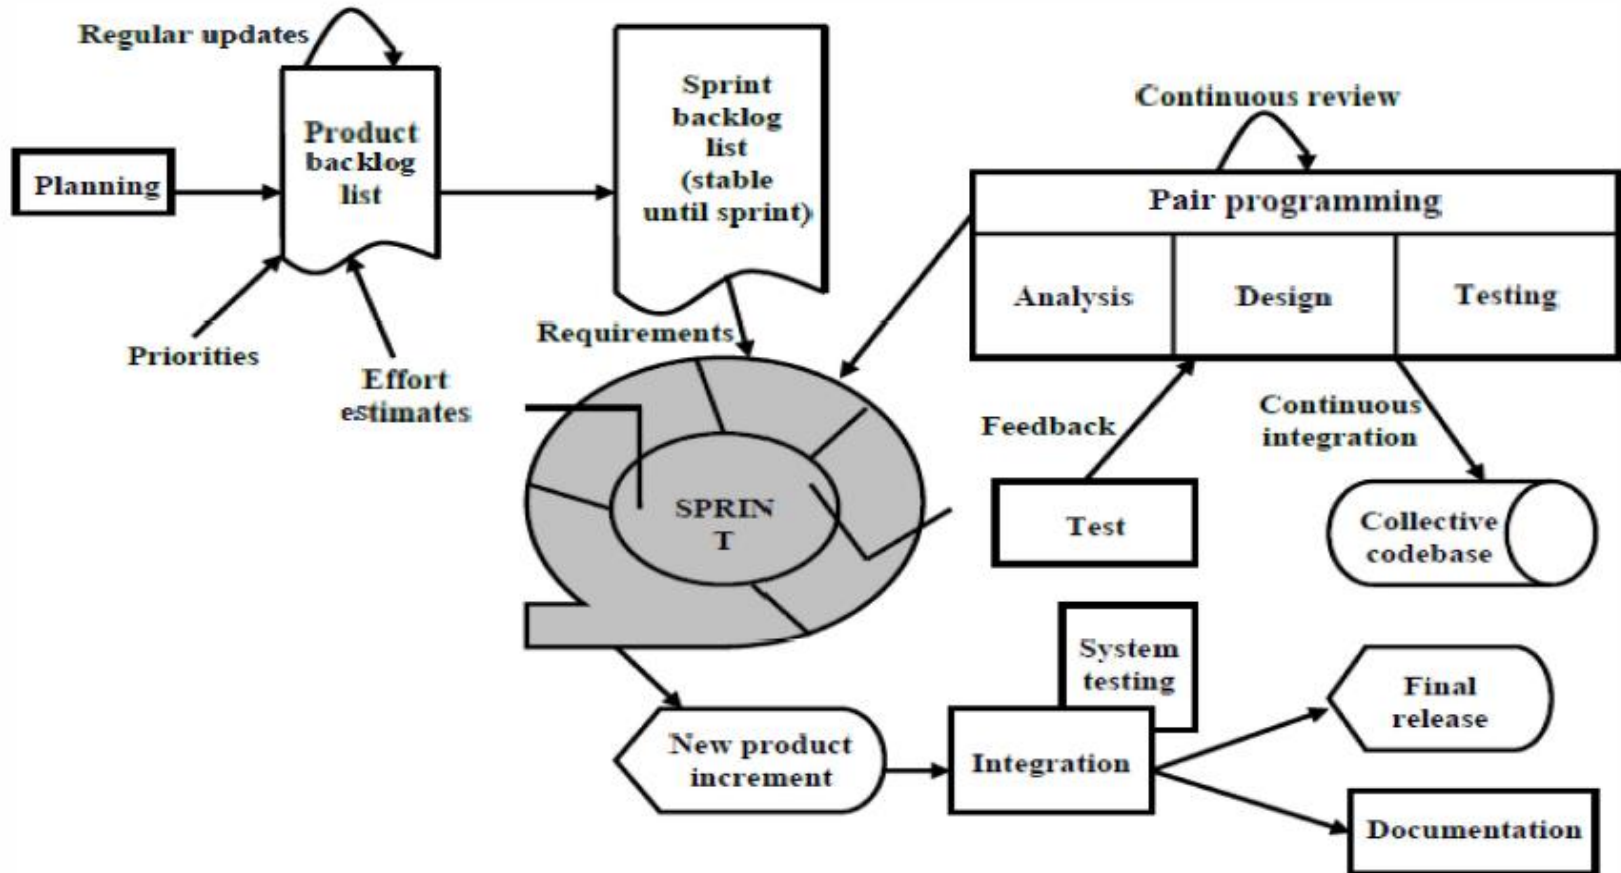 Regular updates
Planning
Product
backlog
list
Priorities
Effort
estimates
Sprint
backlog
list
(stable
until sprint)
Requirements
SPRIN
T
Continuous review
Pair programming
Analysis
Design
Testing
Feedback
Continuous
integration
Test
Collective
codebase
System
testing
New product
increment
Integration
Final
release
Documentation